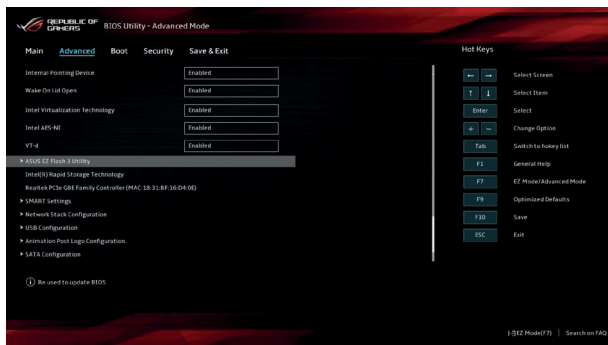 REPUBLIC OF GAMERS BIOS Utility - Advanced Mode
Main Advanced Boot Security Save & Exit Hot Keys
Internal Pointing Device Enabled
Wake On Lid Open Enabled
Intel Virtualization Technology Enabled
Intel AES-NI Enabled
VT-d Enabled
> ASUS EZ Flash 3 Utility
Intel(R) Rapid Storage Technology
Realtek PCIe GBE Family Controller (MAC:18:31:BF:16:D4:0E)
> SMART Settings
> Network Stack Configuration
> USB Configuration
> Animation Post Logo Configuration.
> SATA Configuration
Be used to update BIOS
← → Select Screen
↑ ↓ Select Item
Enter Select
+ − Change Option
Tab Switch to hokey list
F1 General Help
F7 EZ Mode/Advanced Mode
F9 Optimized Defaults
F10 Save
ESC Exit
EZ Mode(F7) | Search on FAQ